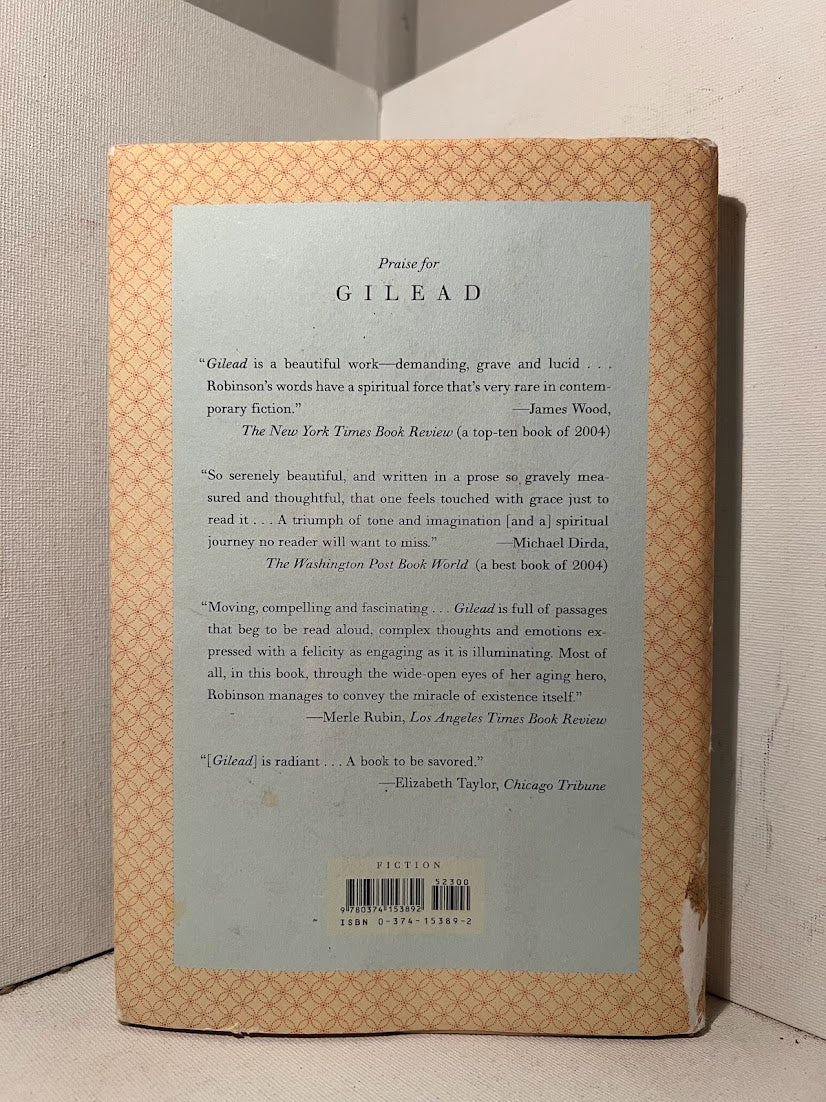 Praise for
GILEAD
“Gilead is a beautiful work—demanding, grave and lucid . . .
Robinson’s words have a spiritual force that’s very rare in contem-
porary fiction.” —James Wood,
The New York Times Book Review (a top-ten book of 2004)
“So serenely beautiful, and written in a prose so gravely mea-
sured and thoughtful, that one feels touched with grace just to
read it . . . A triumph of tone and imagination [and a] spiritual
journey no reader will want to miss.” —Michael Dirda,
The Washington Post Book World (a best book of 2004)
“Moving, compelling and fascinating . . . Gilead is full of passages
that beg to be read aloud, complex thoughts and emotions ex-
pressed with a felicity as engaging as it is illuminating. Most of
all, in this book, through the wide-open eyes of her aging hero,
Robinson manages to convey the miracle of existence itself.”
—Merle Rubin, Los Angeles Times Book Review
“[Gilead] is radiant . . . A book to be savored.”
—Elizabeth Taylor, Chicago Tribune
FICTION
52300
9 780374 153892
ISBN 0-374-15389-2